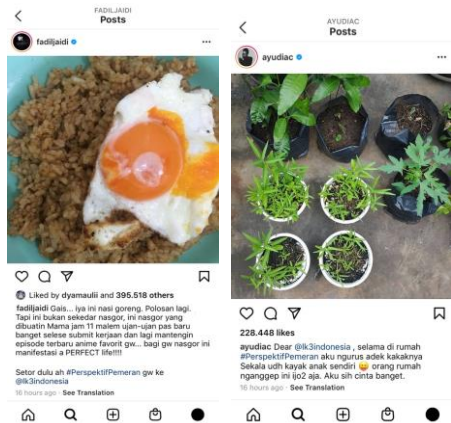 FADILJAIDI
Posts
fadiljaidi
Liked by dyamaulii and 395.518 others
fadiljaidi Gais... iya ini nasi goreng. Polosan lagi.
Tapi ini bukan sekedar nasgor, ini nasgor yang
dibuatin Mama jam 11 malem ujan-ujan pas baru
banget selese submit kerjaan dan lagi mantengin
episode terbaru anime favorit gw... bagi gw nasgor ini
manifestasi a PERFECT life!!!!
Setor dulu ah #PerspektifPemeran gw ke
@lk3indonesia
16 hours ago · See Translation
AYUDIAC
Posts
ayudiac
228.448 likes
ayudiac Dear @lk3indonesia , selama di rumah
#PerspektifPemeran aku ngurus adek kakaknya
Sekala udh kayak anak sendiri 😛 orang rumah
nganggep ini ijo2 aja. Aku sih cinta banget.
16 hours ago · See Translation